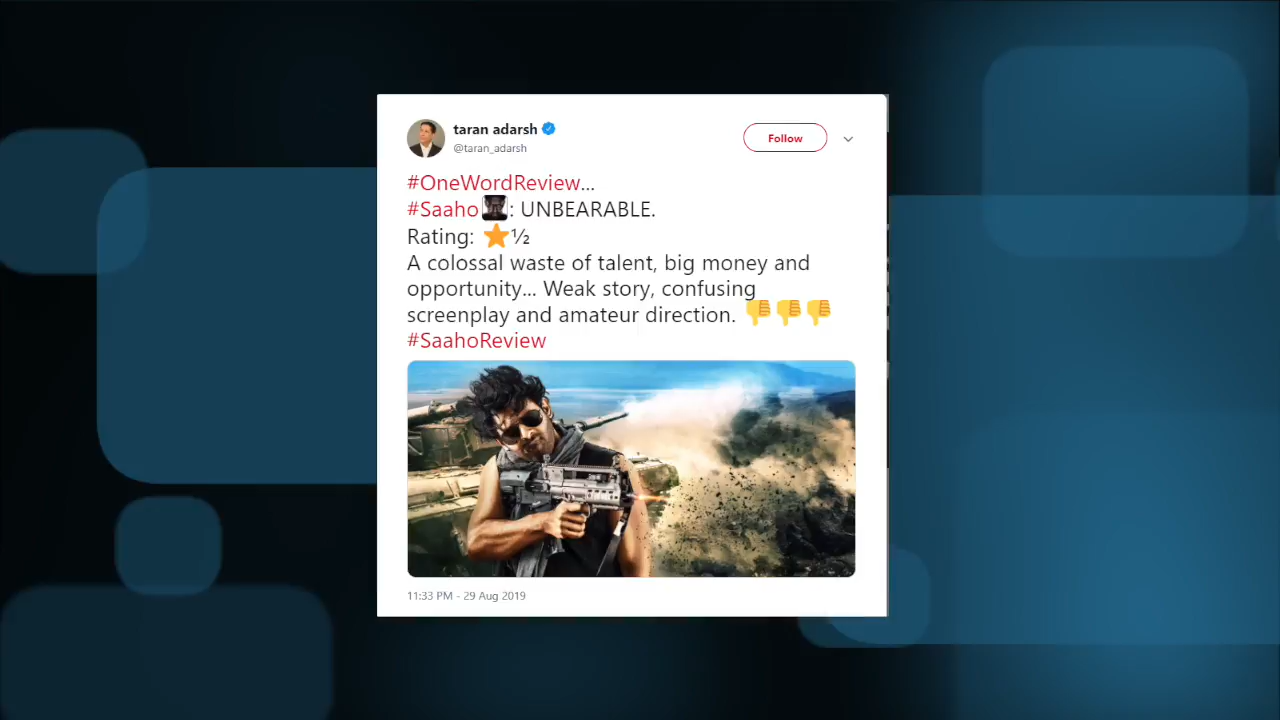 taran adarsh
@taran_adarsh
Follow
#OneWordReview...
#Saaho: UNBEARABLE.
Rating: ⭐½
A colossal waste of talent, big money and
opportunity... Weak story, confusing
screenplay and amateur direction. 👎👎👎
#SaahoReview
11:33 PM - 29 Aug 2019